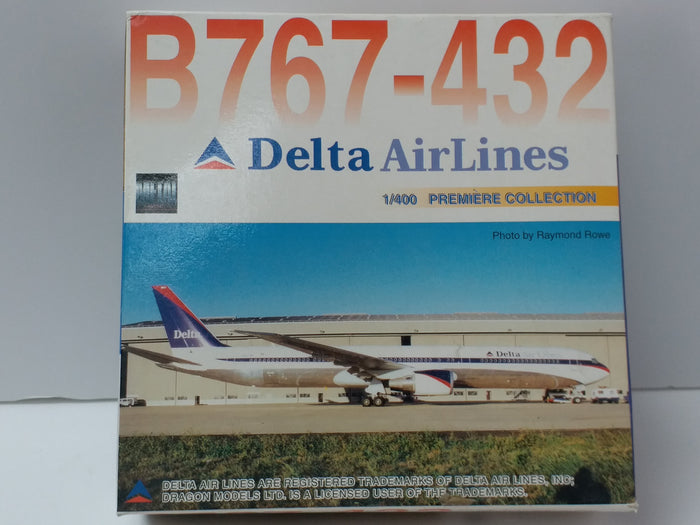 B767-432
Delta AirLines
1/400 PREMIERE COLLECTION
Photo by Raymond Rowe
Delta
Delta AirLines
DELTA AIR LINES ARE REGISTERED TRADEMARKS OF DELTA AIR LINES, INC;
DRAGON MODELS LTD. IS A LICENSED USER OF THE TRADEMARKS.